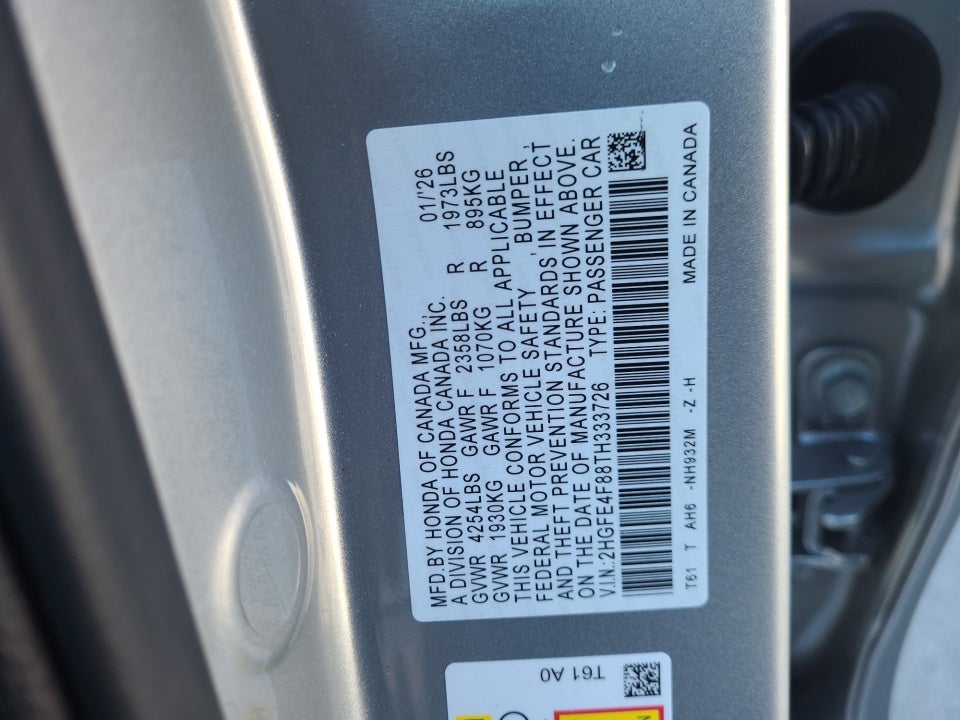 MFD.BY HONDA OF CANADA MFG.,
A DIVISION OF HONDA CANADA INC. 01/'26
GVWR 4254LBS GAWR F 2358LBS R 1973LBS
GVWR 1930KG GAWR F 1070KG R 895KG
THIS VEHICLE CONFORMS TO ALL APPLICABLE
FEDERAL MOTOR VEHICLE SAFETY , BUMPER ,
AND THEFT PREVENTION STANDARDS, IN EFFECT
ON THE DATE OF MANUFACTURE SHOWN ABOVE.
V.I.N.:2HGFE4F88TH333726 TYPE: PASSENGER CAR
T61 T AH6 -NH932M -Z -H MADE IN CANADA
T61 A0